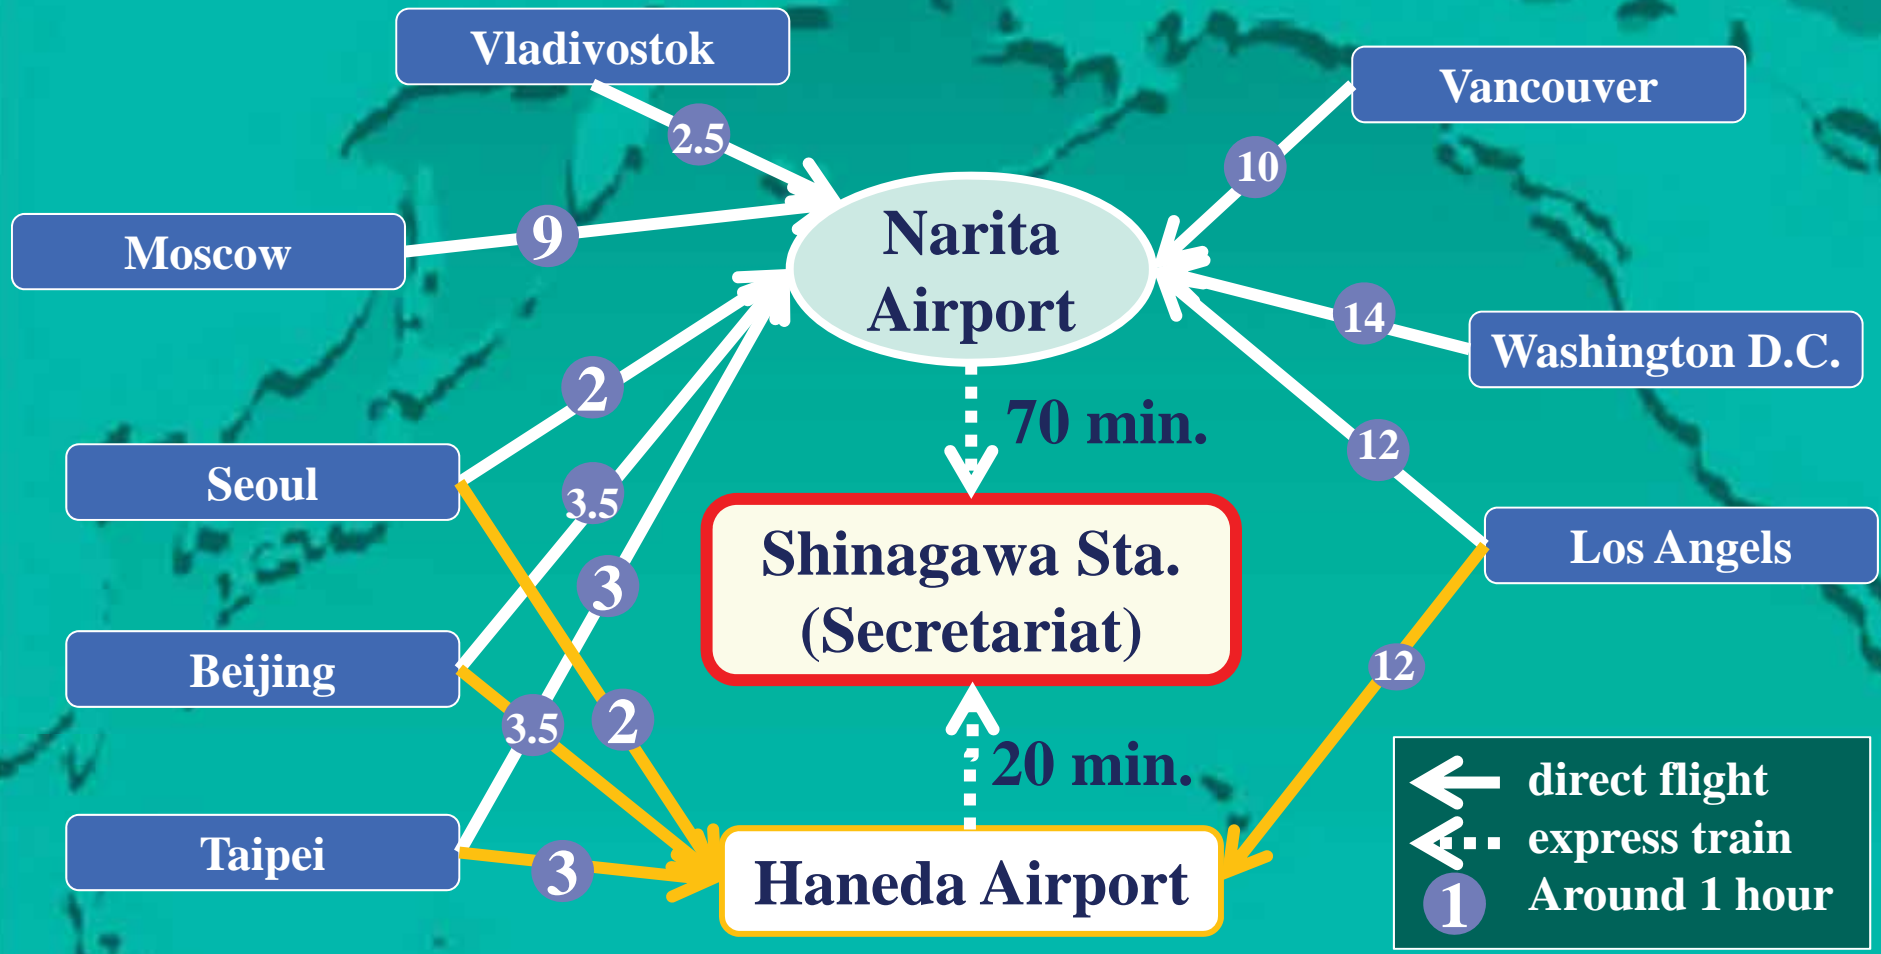 Vladivostok
Vancouver
2.5
10
Moscow
9
Narita
Airport
14
Washington D.C.
2
70 min.
12
Seoul
3.5
Los Angels
Shinagawa Sta.
(Secretariat)
3
Beijing
12
3.5
2
20 min.
direct flight
express train
1 Around 1 hour
Taipei
3
Haneda Airport